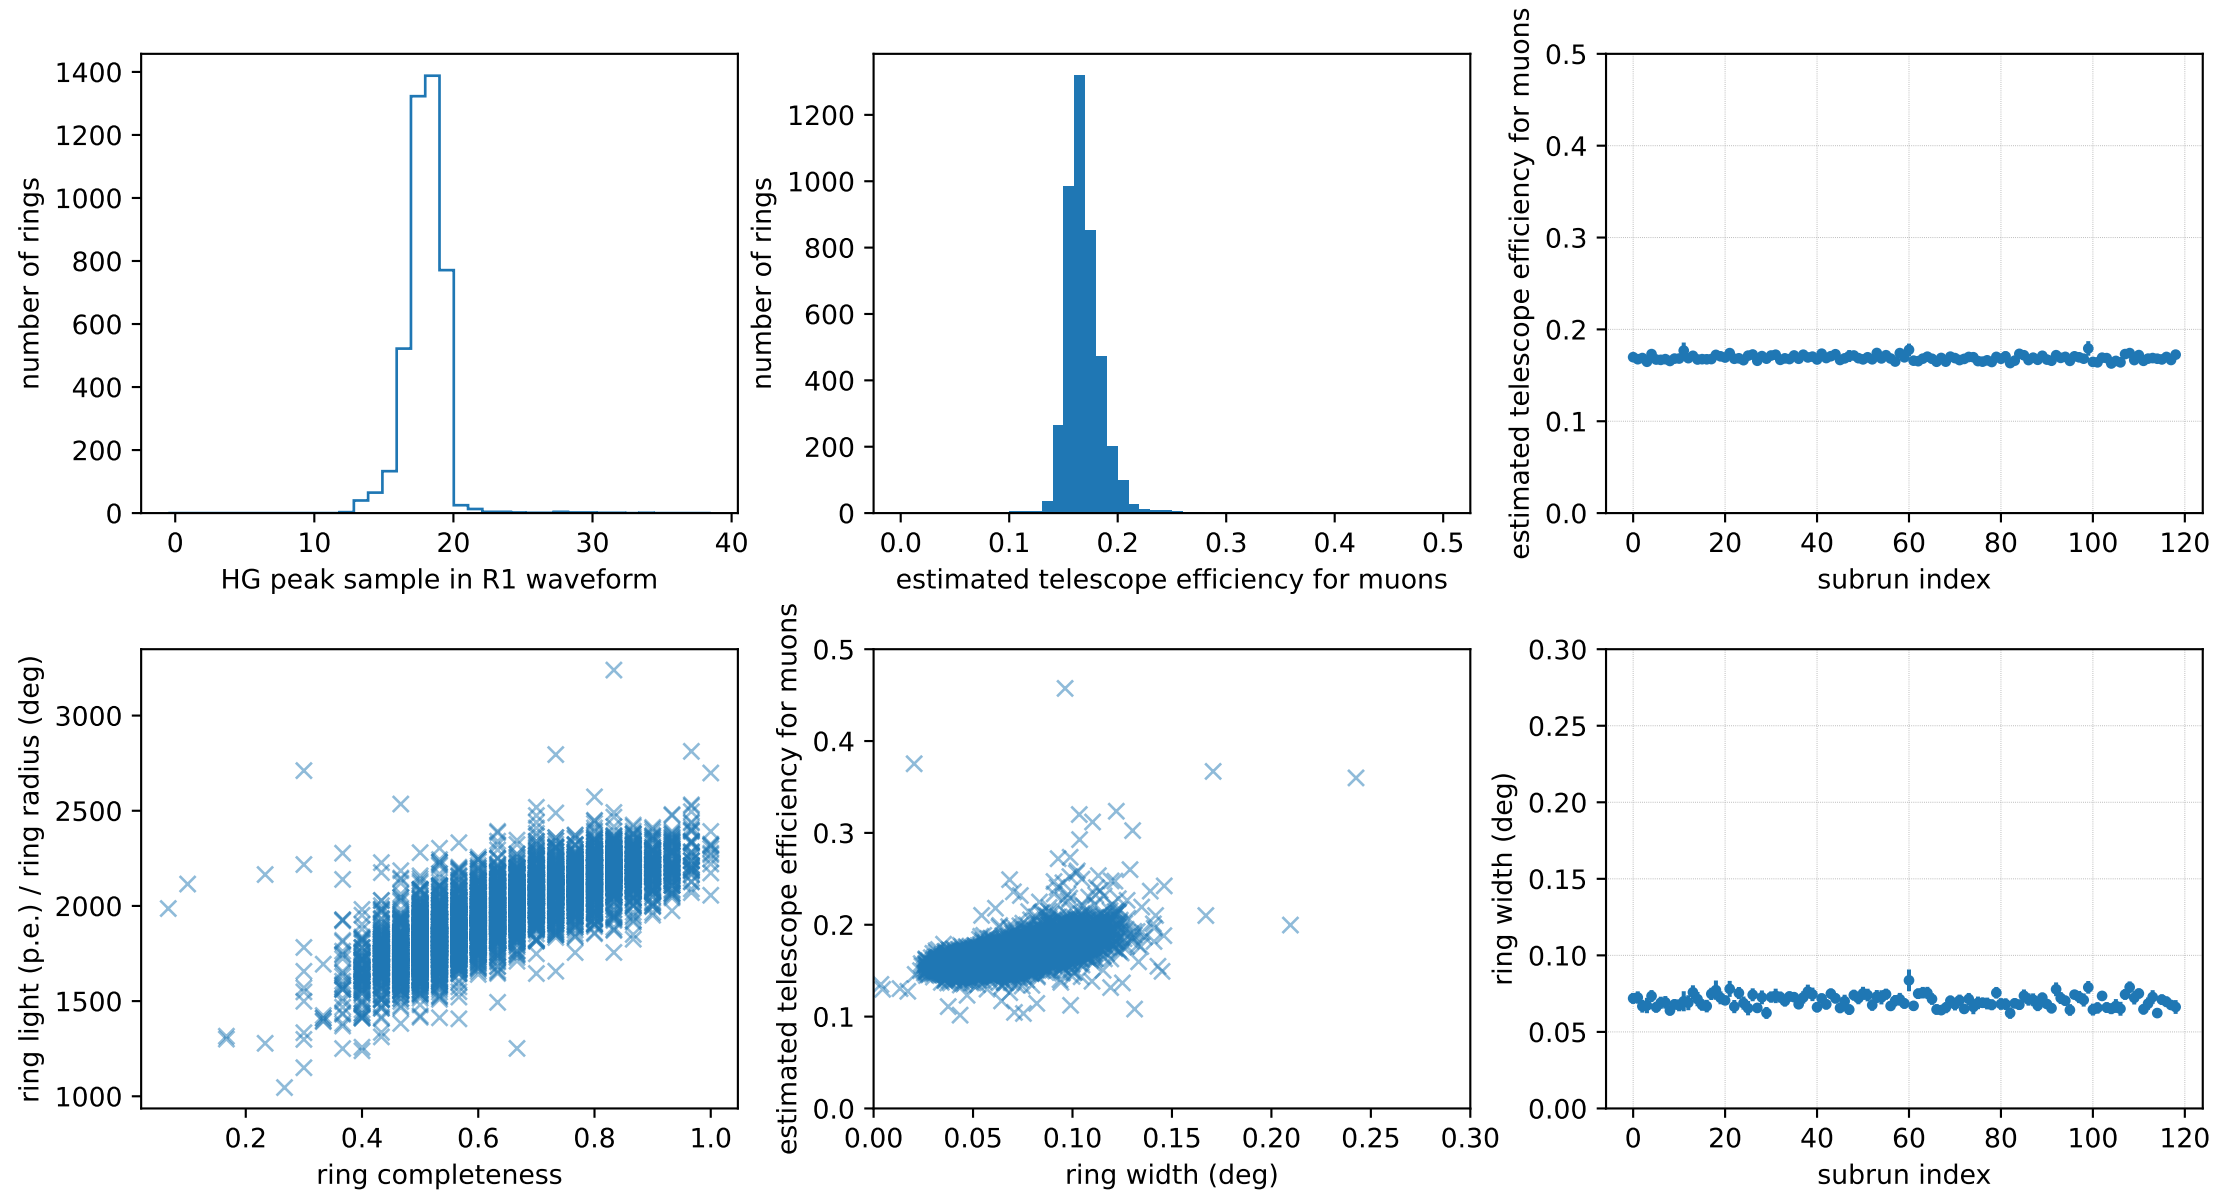 1400
1200
1000
800
600
400
200
0
number of rings
0 10 20 30 40
HG peak sample in R1 waveform
1200
1000
800
600
400
200
0
number of rings
0.0 0.1 0.2 0.3 0.4 0.5
estimated telescope efficiency for muons
0.5
0.4
0.3
0.2
0.1
0.0
estimated telescope efficiency for muons
0 20 40 60 80 100 120
subrun index
3000
2500
2000
1500
1000
ring light (p.e.) / ring radius (deg)
0.2 0.4 0.6 0.8 1.0
ring completeness
0.5
0.4
0.3
0.2
0.1
0.0
estimated telescope efficiency for muons
0.00 0.05 0.10 0.15 0.20 0.25 0.30
ring width (deg)
0.30
0.25
0.20
0.15
0.10
0.05
0.00
ring width (deg)
0 20 40 60 80 100 120
subrun index